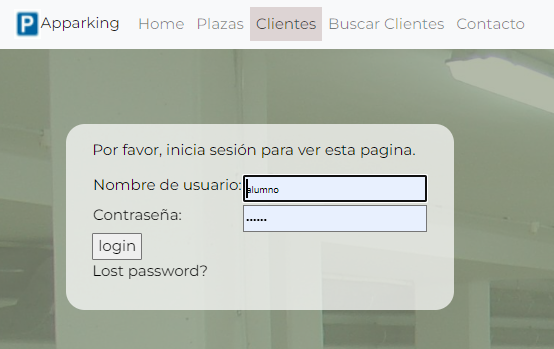 P Apparking Home Plazas Clientes Buscar Clientes Contacto
Por favor, inicia sesión para ver esta pagina.
Nombre de usuario: alumno
Contraseña: ••••••
login
Lost password?